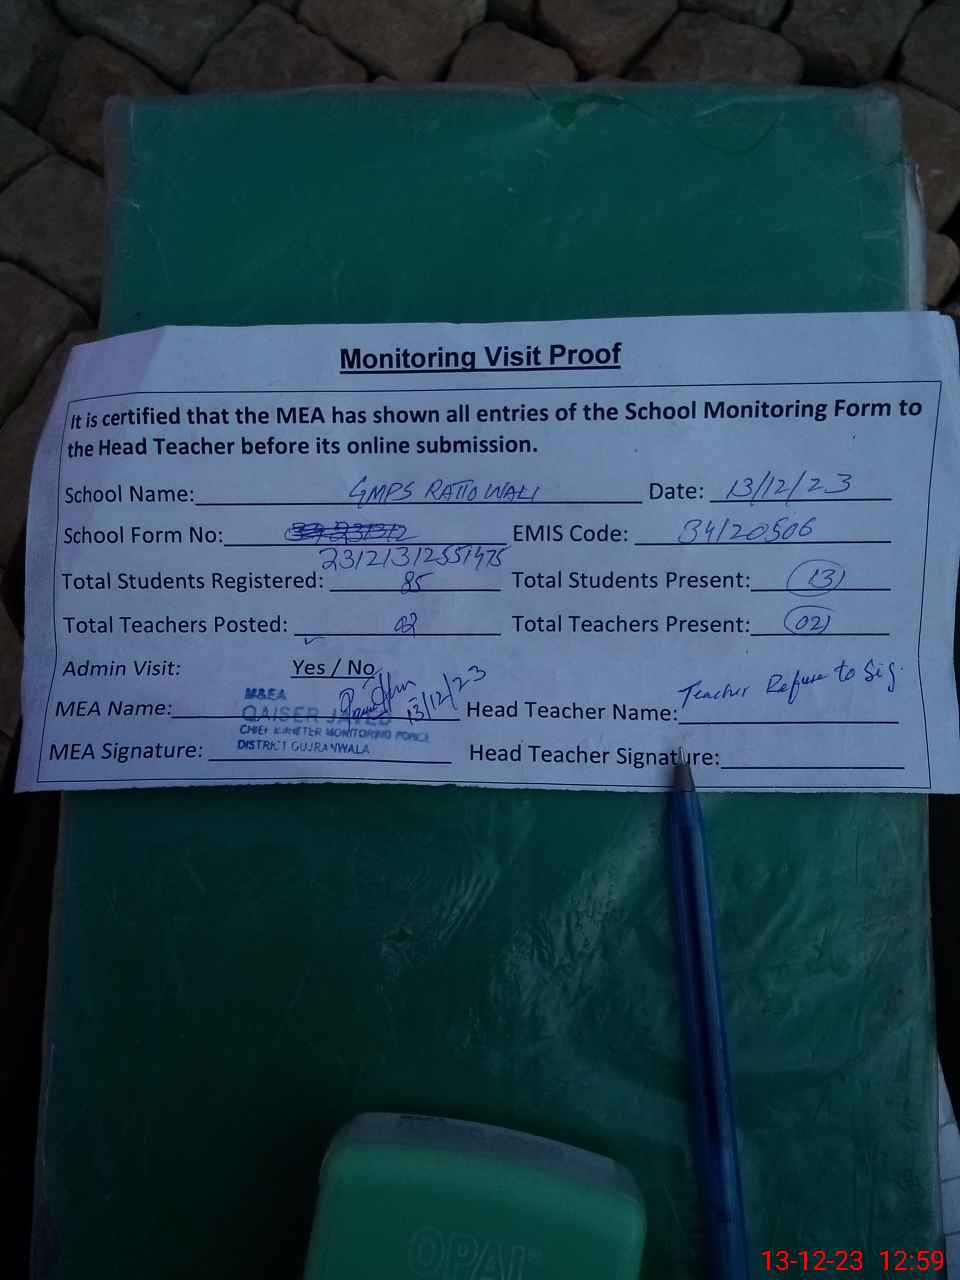 Monitoring Visit Proof
It is certified that the MEA has shown all entries of the School Monitoring Form to
the Head Teacher before its online submission.
School Name: GMPS RATTO WALI Date: 13/12/23
School Form No: EMIS Code: 34120506
23121312551475
Total Students Registered: 85 Total Students Present: 13
Total Teachers Posted: 02 Total Teachers Present: 02
Admin Visit: Yes / No
MEA Name: 13/12/23 Head Teacher Name: Teacher Refuse to Sig.
M&EA
QAISER JAVED
CHIEF MINISTER MONITORING FORCE
DISTRICT GUJRANWALA
MEA Signature: Head Teacher Signature:
OPAL
13-12-23 12:59